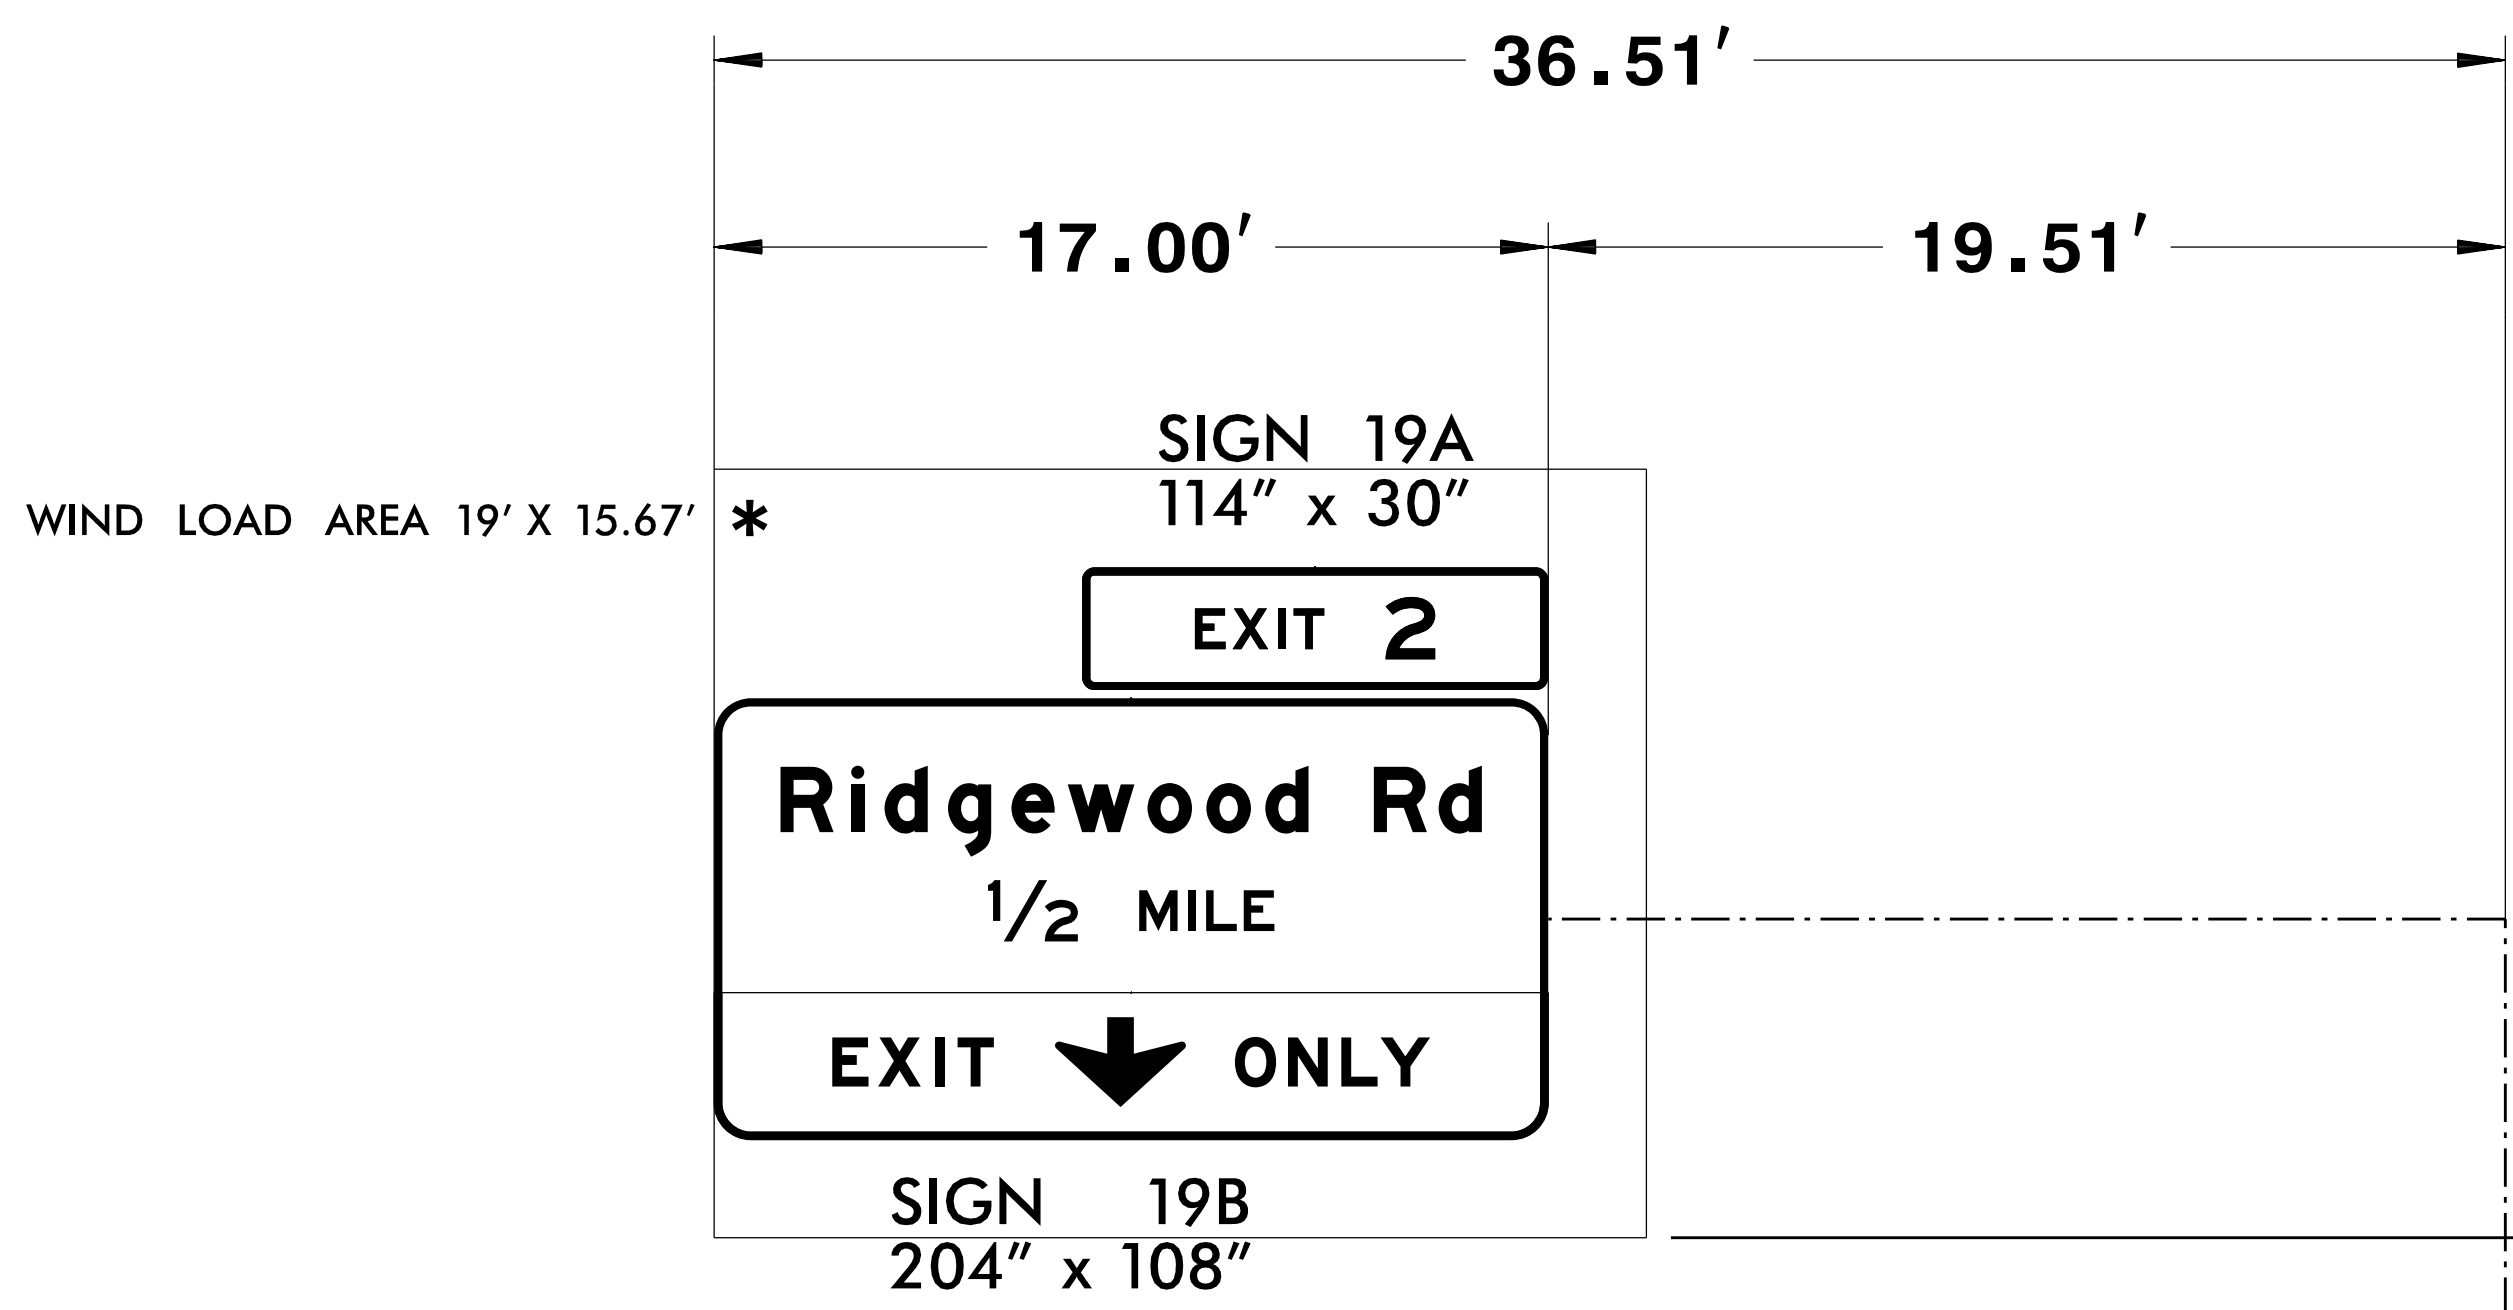 36.51'
17.00' 19.51'
SIGN 19A
114" x 30"
WIND LOAD AREA 19' X 15.67' *
EXIT 2
Ridgewood Rd
1/2 MILE
EXIT ONLY
SIGN 19B
204" x 108"